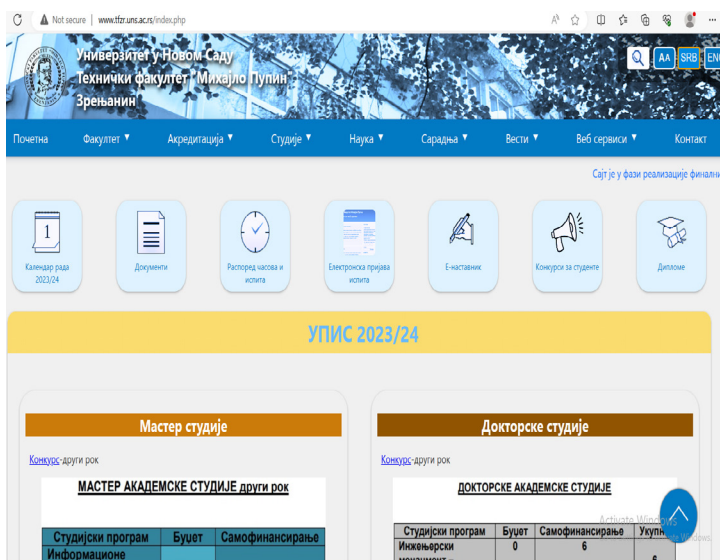 Not secure | www.tfzr.uns.ac.rs/index.php
Универзитет у Новом Саду
Технички факултет "Михајло Пупин"
Зрењанин
AA SRB ENG
Почетна Факултет ▼ Акредитација ▼ Студије ▼ Наука ▼ Сарадња ▼ Вести ▼ Веб сервиси ▼ Контакт
Сајт је у фази реализације финални
1
Календар рада
2023/24
Документи
Распоред часова и
испита
Електронска пријава
испита
Е-наставник
Конкурси за студенте
Дипломе
УПИС 2023/24
Мастер студије
Конкурс-други рок
МАСТЕР АКАДЕМСКЕ СТУДИЈЕ други рок
Студијски програм Буџет Самофинансирање
Информационе
Докторске студије
Конкурс-други рок
ДОКТОРСКЕ АКАДЕМСКЕ СТУДИЈЕ
Студијски програм Буџет Самофинансирање Укупн
Инжењерски 0 6
менаџмент – 6
Activate Windows